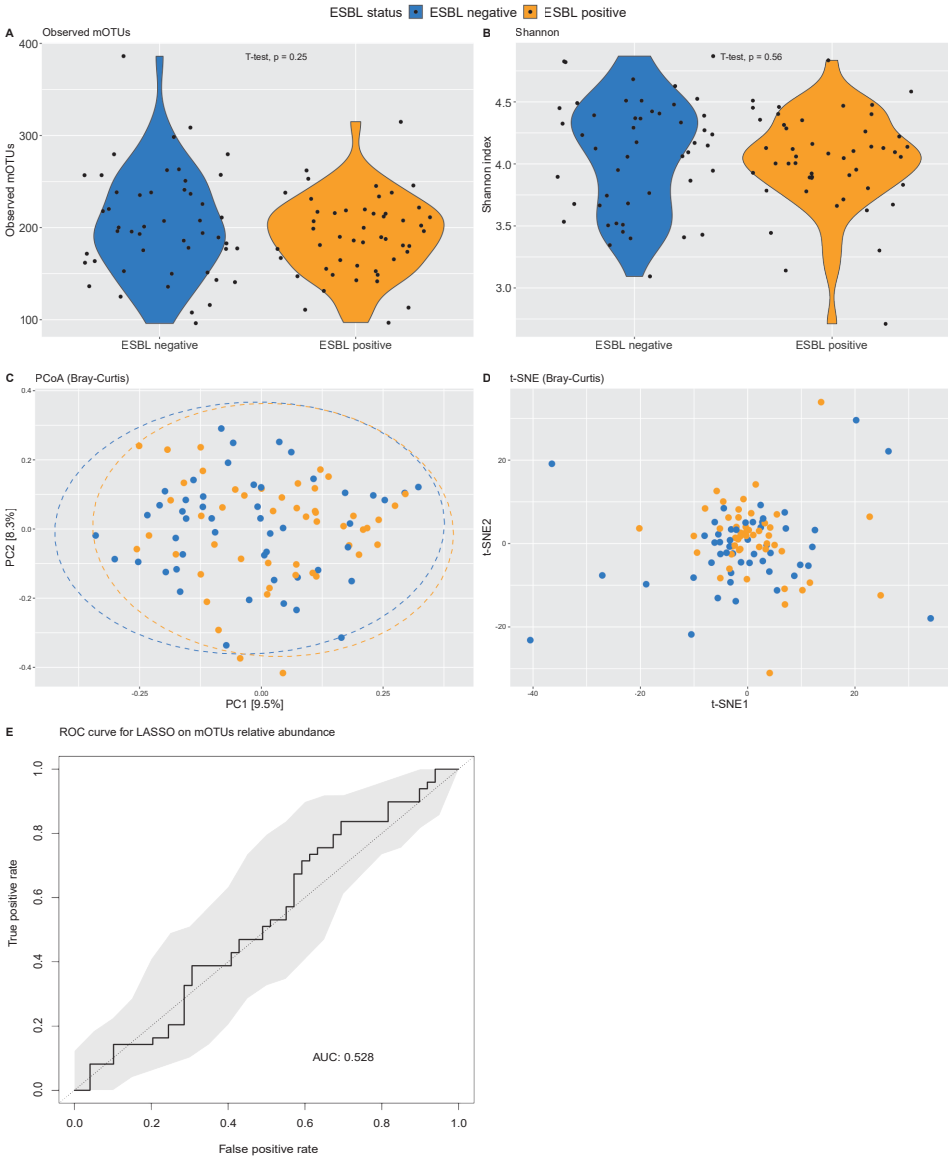 ESBL status ESBL negative ESBL positive
A Observed mOTUs
T-test, p = 0.25
400
300
200
100
Observed mOTUs
ESBL negative ESBL positive
B Shannon
T-test, p = 0.56
4.5
4.0
3.5
3.0
Shannon index
ESBL negative ESBL positive
C PCoA (Bray-Curtis)
0.4
0.2
0.0
-0.2
-0.4
PC2 [8.3%]
-0.25 0.00 0.25
PC1 [9.5%]
D t-SNE (Bray-Curtis)
20
0
-20
t-SNE2
-40 -20 0 20
t-SNE1
E ROC curve for LASSO on mOTUs relative abundance
1.0
0.8
0.6
0.4
0.2
0.0
True positive rate
AUC: 0.528
0.0 0.2 0.4 0.6 0.8 1.0
False positive rate